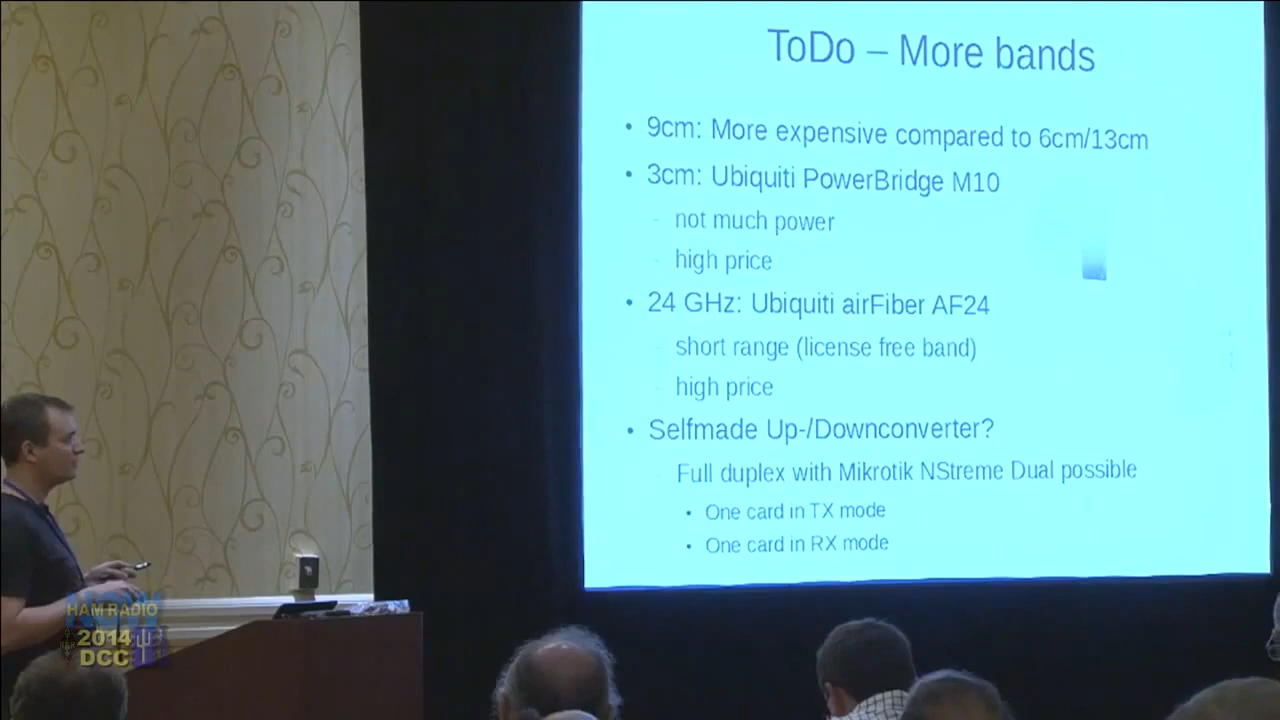 ToDo – More bands
• 9cm: More expensive compared to 6cm/13cm
• 3cm: Ubiquiti PowerBridge M10
- not much power
- high price
• 24 GHz: Ubiquiti airFiber AF24
- short range (license free band)
- high price
• Selfmade Up-/Downconverter?
- Full duplex with Mikrotik NStreme Dual possible
• One card in TX mode
• One card in RX mode
HAM RADIO
NOW
2014
DCC